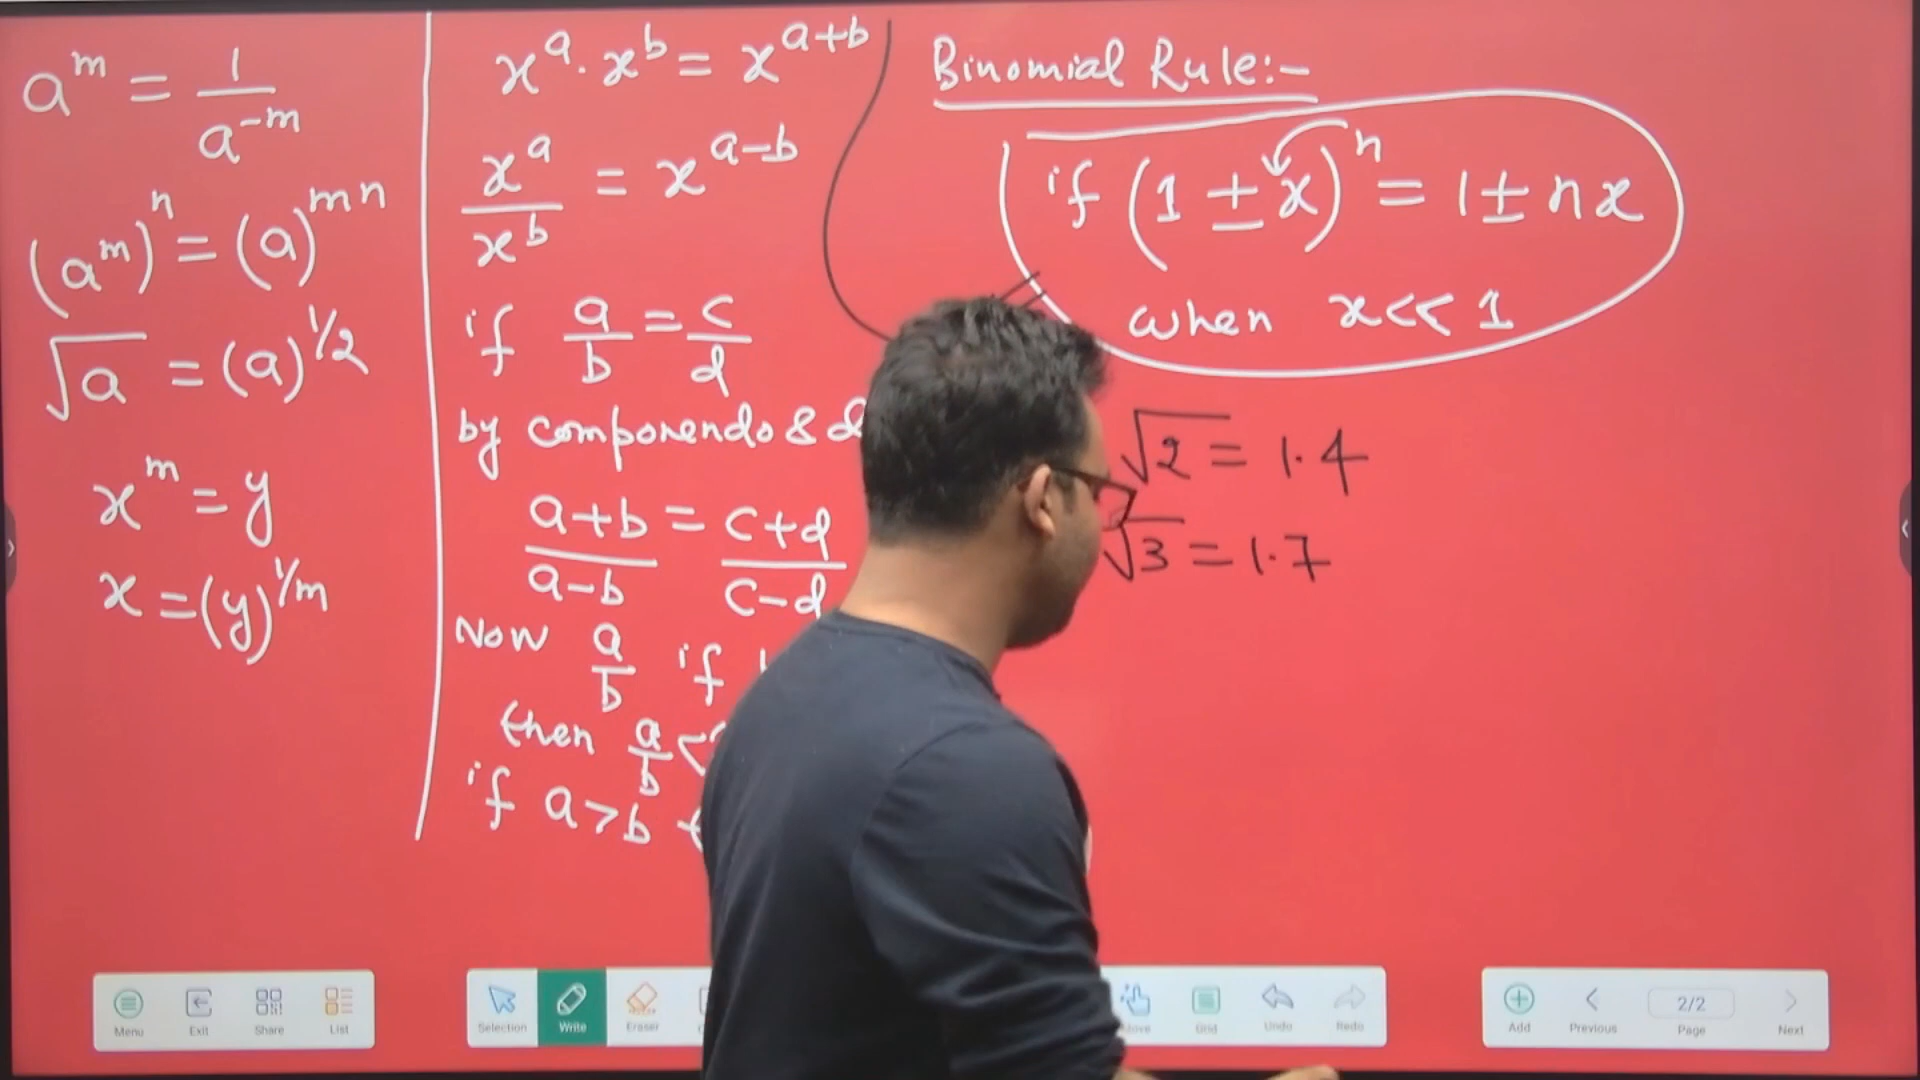 a^m = 1/a^-m
(a^m)^n = (a)^mn
√a = (a)^1/2
x^m = y
x = (y)^1/m
x^a . x^b = x^a+b
x^a/x^b = x^a-b
if a/b = c/d
by componendo &
a+b/a-b = c+d/c-d
Now a/b if
then a/b <
if a>b
Binomial Rule:-
if (1 ± x)^n = 1 ± nx
when x<< 1
√2 = 1.4
√3 = 1.7
Menu Exit Share List
Selection Write Eraser Grid Undo Redo
Add Previous 2/2 Page Next